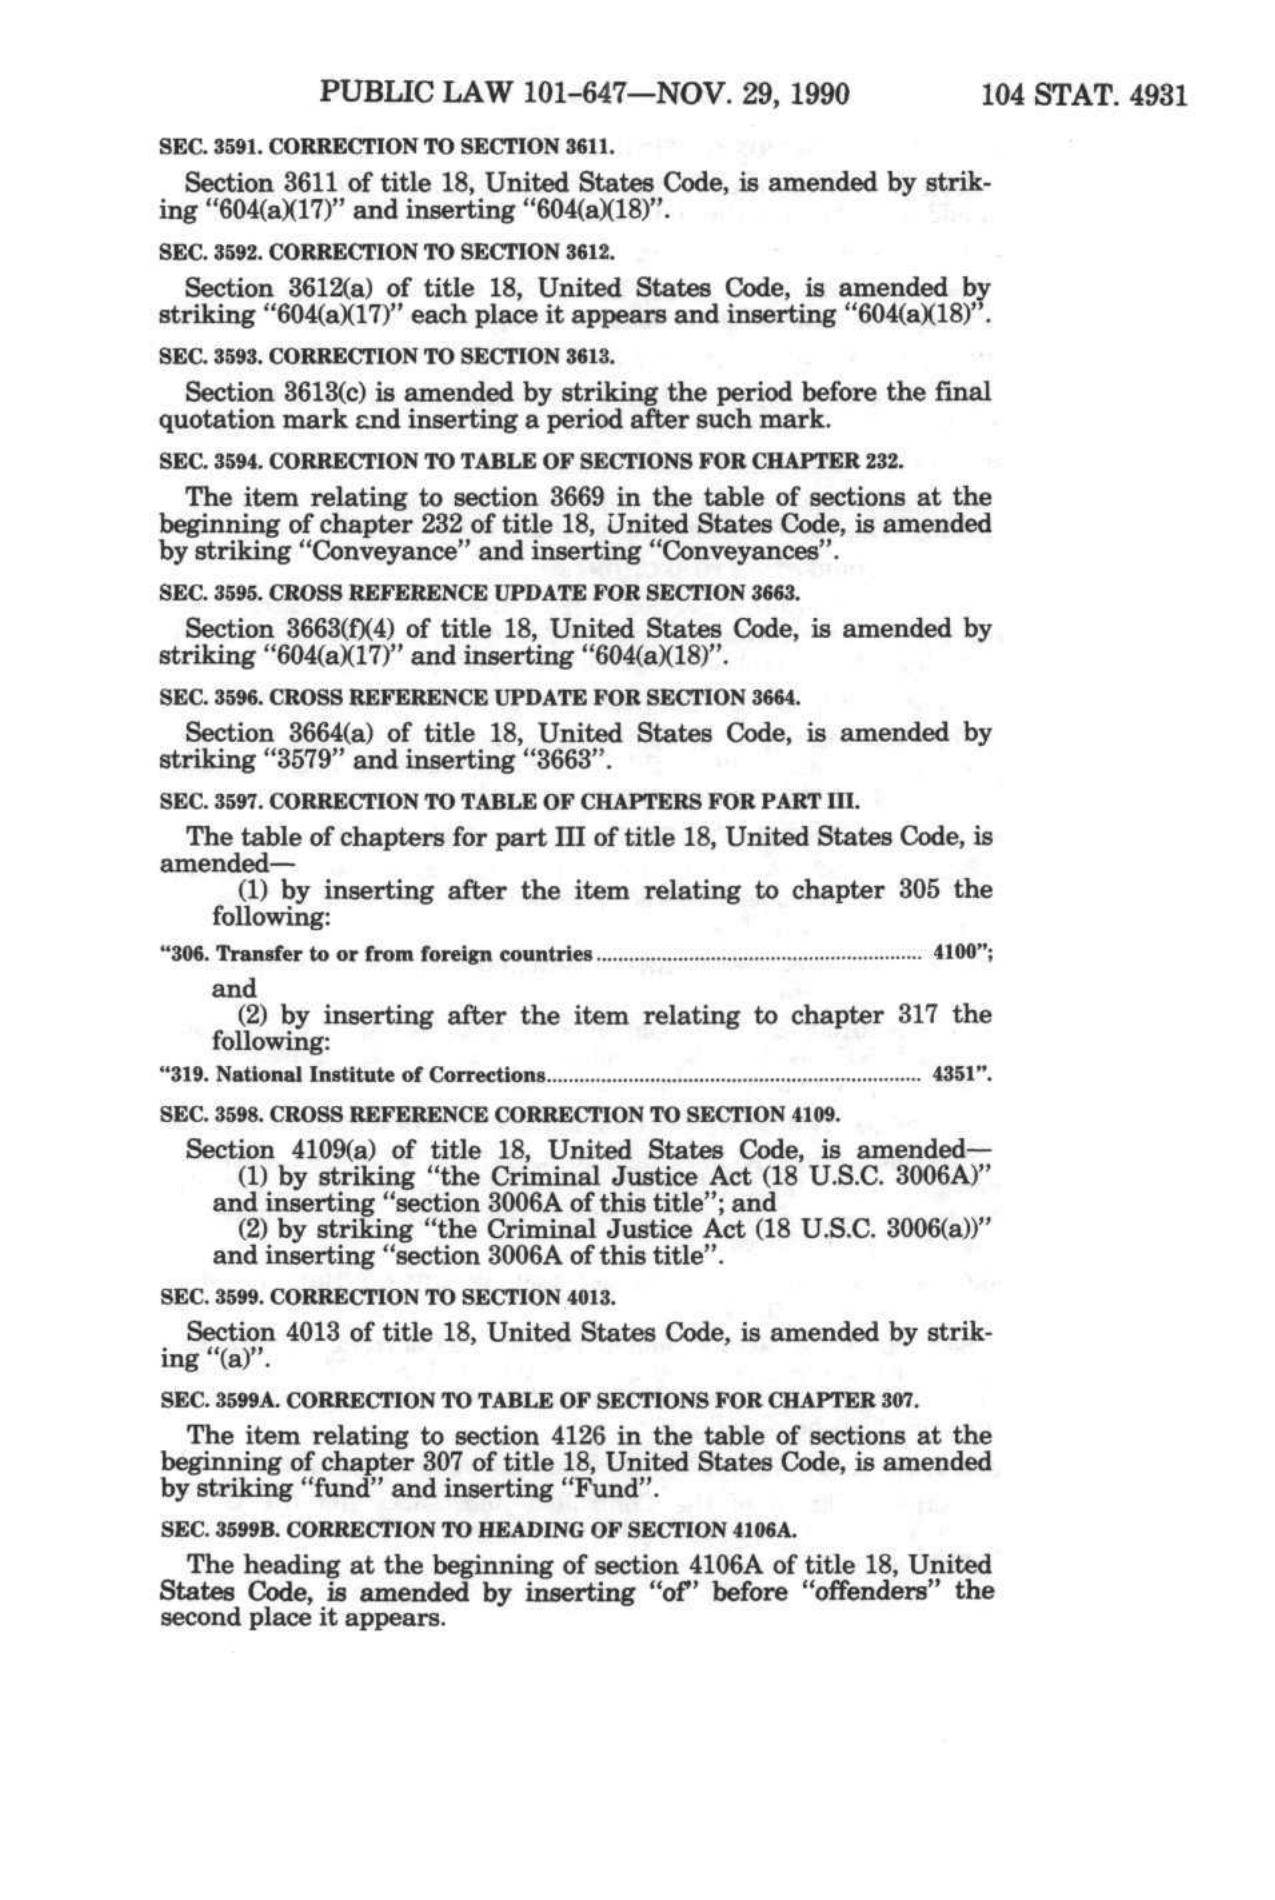 PUBLIC LAW 101–647—NOV. 29, 1990 104 STAT. 4931
SEC. 3591. CORRECTION TO SECTION 3611.
Section 3611 of title 18, United States Code, is amended by strik-
ing “604(a)(17)” and inserting “604(a)(18)”.
SEC. 3592. CORRECTION TO SECTION 3612.
Section 3612(a) of title 18, United States Code, is amended by
striking “604(a)(17)” each place it appears and inserting “604(a)(18)”.
SEC. 3593. CORRECTION TO SECTION 3613.
Section 3613(c) is amended by striking the period before the final
quotation mark and inserting a period after such mark.
SEC. 3594. CORRECTION TO TABLE OF SECTIONS FOR CHAPTER 232.
The item relating to section 3669 in the table of sections at the
beginning of chapter 232 of title 18, United States Code, is amended
by striking “Conveyance” and inserting “Conveyances”.
SEC. 3595. CROSS REFERENCE UPDATE FOR SECTION 3663.
Section 3663(f)(4) of title 18, United States Code, is amended by
striking “604(a)(17)” and inserting “604(a)(18)”.
SEC. 3596. CROSS REFERENCE UPDATE FOR SECTION 3664.
Section 3664(a) of title 18, United States Code, is amended by
striking “3579” and inserting “3663”.
SEC. 3597. CORRECTION TO TABLE OF CHAPTERS FOR PART III.
The table of chapters for part III of title 18, United States Code, is
amended—
(1) by inserting after the item relating to chapter 305 the
following:
“306. Transfer to or from foreign countries .................................................. 4100”;
and
(2) by inserting after the item relating to chapter 317 the
following:
“319. National Institute of Corrections.......................................................... 4351”.
SEC. 3598. CROSS REFERENCE CORRECTION TO SECTION 4109.
Section 4109(a) of title 18, United States Code, is amended—
(1) by striking “the Criminal Justice Act (18 U.S.C. 3006A)”
and inserting “section 3006A of this title”; and
(2) by striking “the Criminal Justice Act (18 U.S.C. 3006(a))”
and inserting “section 3006A of this title”.
SEC. 3599. CORRECTION TO SECTION 4013.
Section 4013 of title 18, United States Code, is amended by strik-
ing “(a)”.
SEC. 3599A. CORRECTION TO TABLE OF SECTIONS FOR CHAPTER 307.
The item relating to section 4126 in the table of sections at the
beginning of chapter 307 of title 18, United States Code, is amended
by striking “fund” and inserting “Fund”.
SEC. 3599B. CORRECTION TO HEADING OF SECTION 4106A.
The heading at the beginning of section 4106A of title 18, United
States Code, is amended by inserting “of” before “offenders” the
second place it appears.